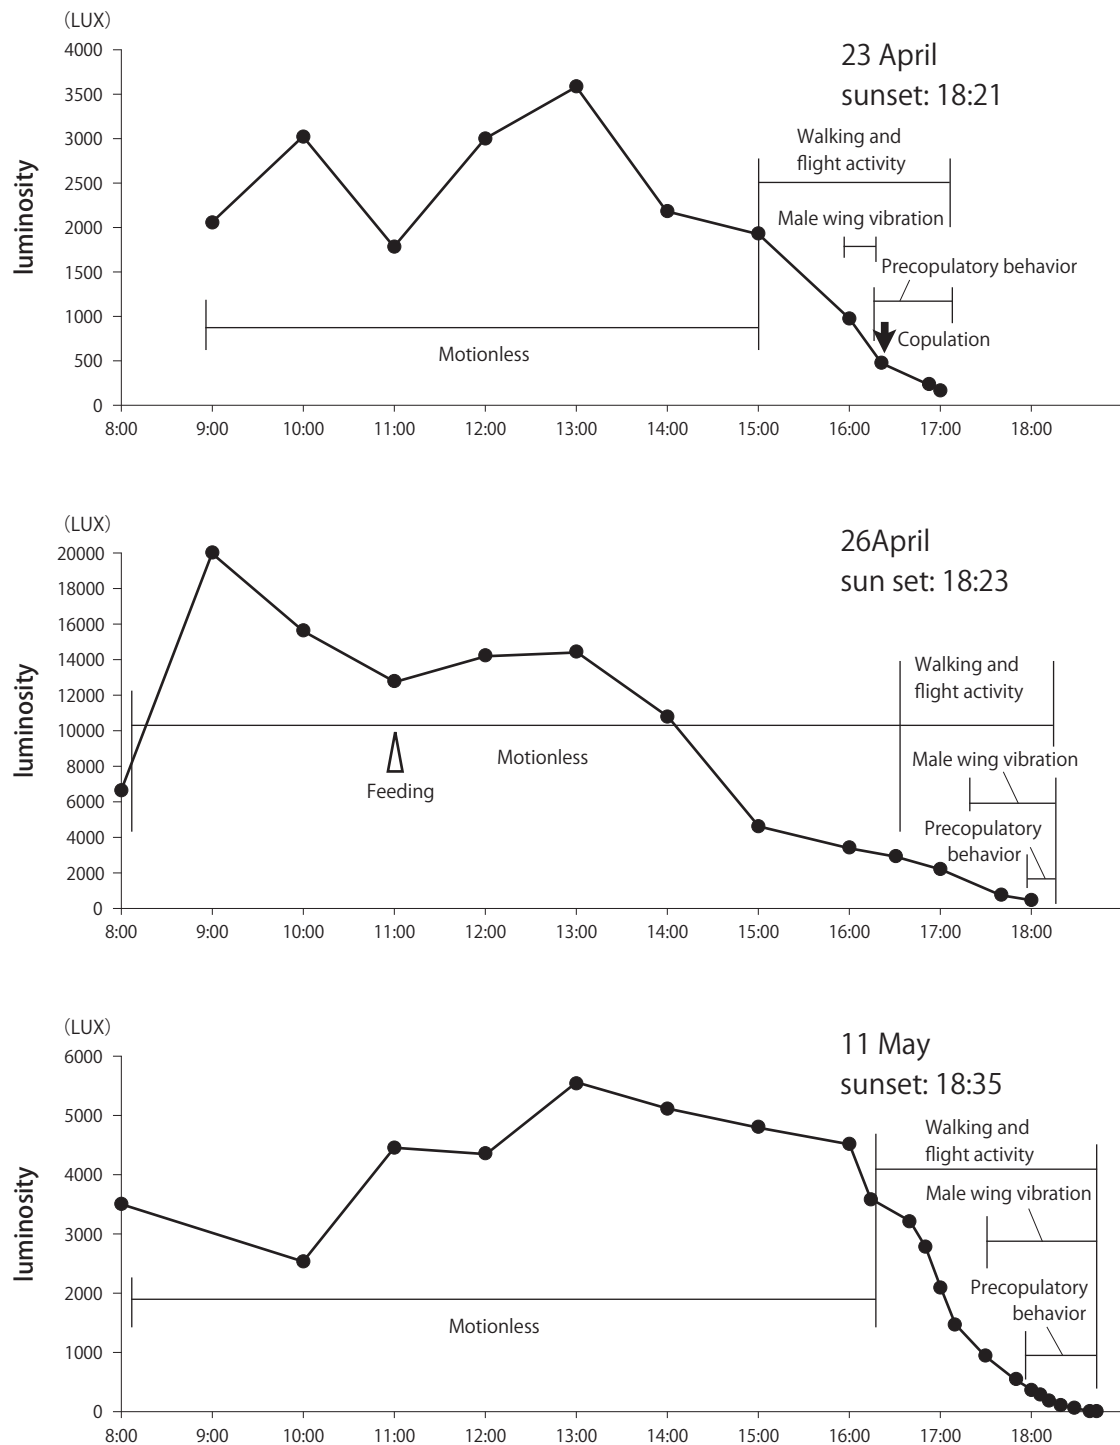 (LUX)
4000
3500
3000
2500
2000
1500
1000
500
0
luminosity
23 April
sunset: 18:21
Walking and
flight activity
Male wing vibration
Precopulatory behavior
Copulation
Motionless
8:00 9:00 10:00 11:00 12:00 13:00 14:00 15:00 16:00 17:00 18:00
(LUX)
20000
18000
16000
14000
12000
10000
8000
6000
4000
2000
0
luminosity
26April
sun set: 18:23
Walking and
flight activity
Motionless
Male wing vibration
Feeding
Precopulatory
behavior
8:00 9:00 10:00 11:00 12:00 13:00 14:00 15:00 16:00 17:00 18:00
(LUX)
6000
5000
4000
3000
2000
1000
0
luminosity
11 May
sunset: 18:35
Walking and
flight activity
Male wing vibration
Precopulatory
behavior
Motionless
8:00 9:00 10:00 11:00 12:00 13:00 14:00 15:00 16:00 17:00 18:00